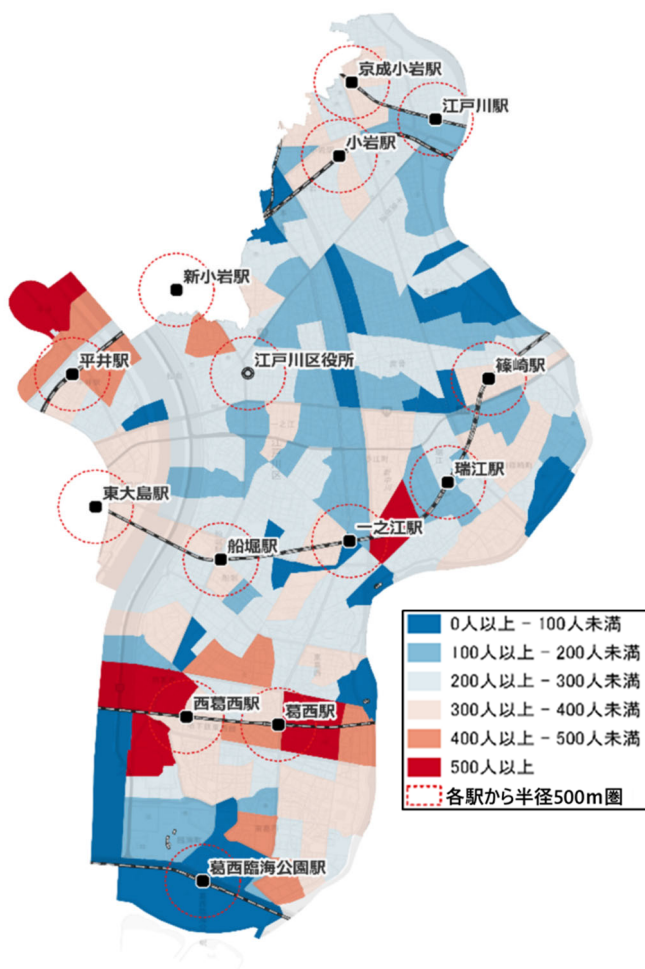 京成小岩駅
江戸川駅
小岩駅
新小岩駅
平井駅
江戸川区役所
篠崎駅
瑞江駅
東大島駅
一之江駅
船堀駅
西葛西駅
葛西駅
葛西臨海公園駅
0人以上 - 100人未満
100人以上 - 200人未満
200人以上 - 300人未満
300人以上 - 400人未満
400人以上 - 500人未満
500人以上
各駅から半径500m圏